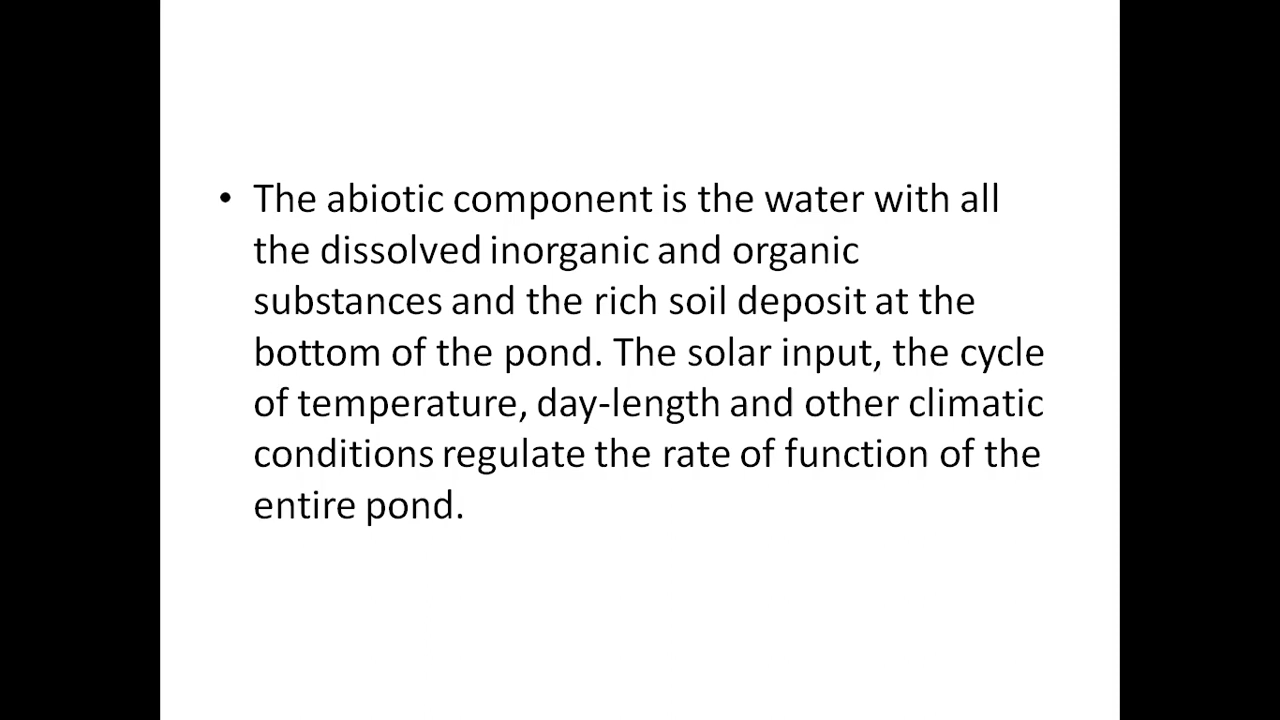 • The abiotic component is the water with all
the dissolved inorganic and organic
substances and the rich soil deposit at the
bottom of the pond. The solar input, the cycle
of temperature, day-length and other climatic
conditions regulate the rate of function of the
entire pond.